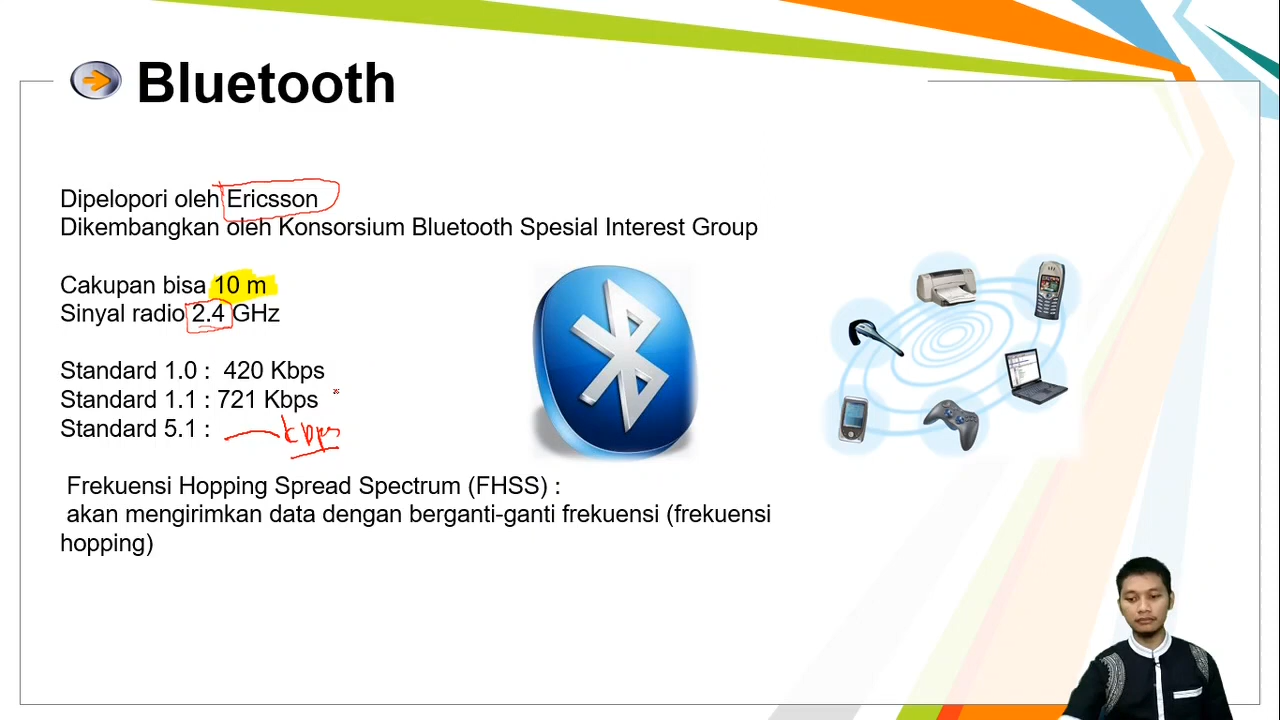 Bluetooth
Dipelopori oleh Ericsson
Dikembangkan oleh Konsorsium Bluetooth Spesial Interest Group
Cakupan bisa 10 m
Sinyal radio 2.4 GHz
Standard 1.0 : 420 Kbps
Standard 1.1 : 721 Kbps
Standard 5.1 : kbps
Frekuensi Hopping Spread Spectrum (FHSS) :
akan mengirimkan data dengan berganti-ganti frekuensi (frekuensi
hopping)